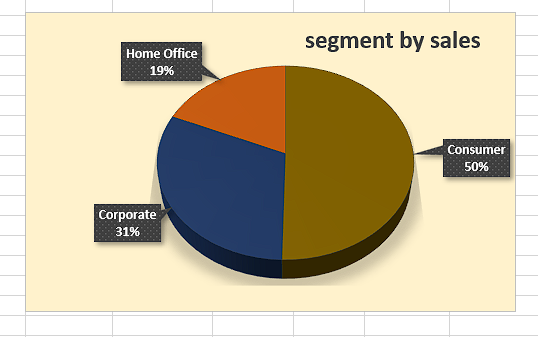 segment by sales
Home Office
19%
Consumer
50%
Corporate
31%